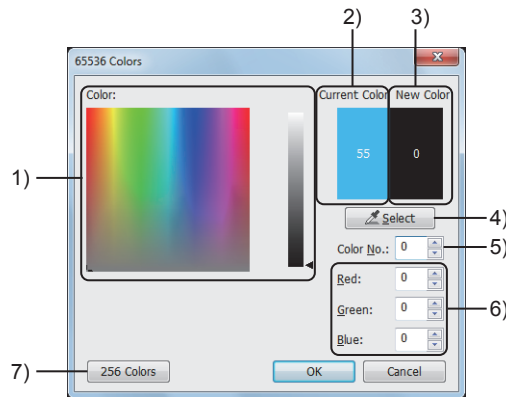 2)
3)
65536 Colors
Color:
Current Color
New Color
55
0
1)
Select
4)
Color No.: 0
5)
Red: 0
Green: 0
6)
Blue: 0
7)
256 Colors
OK
Cancel